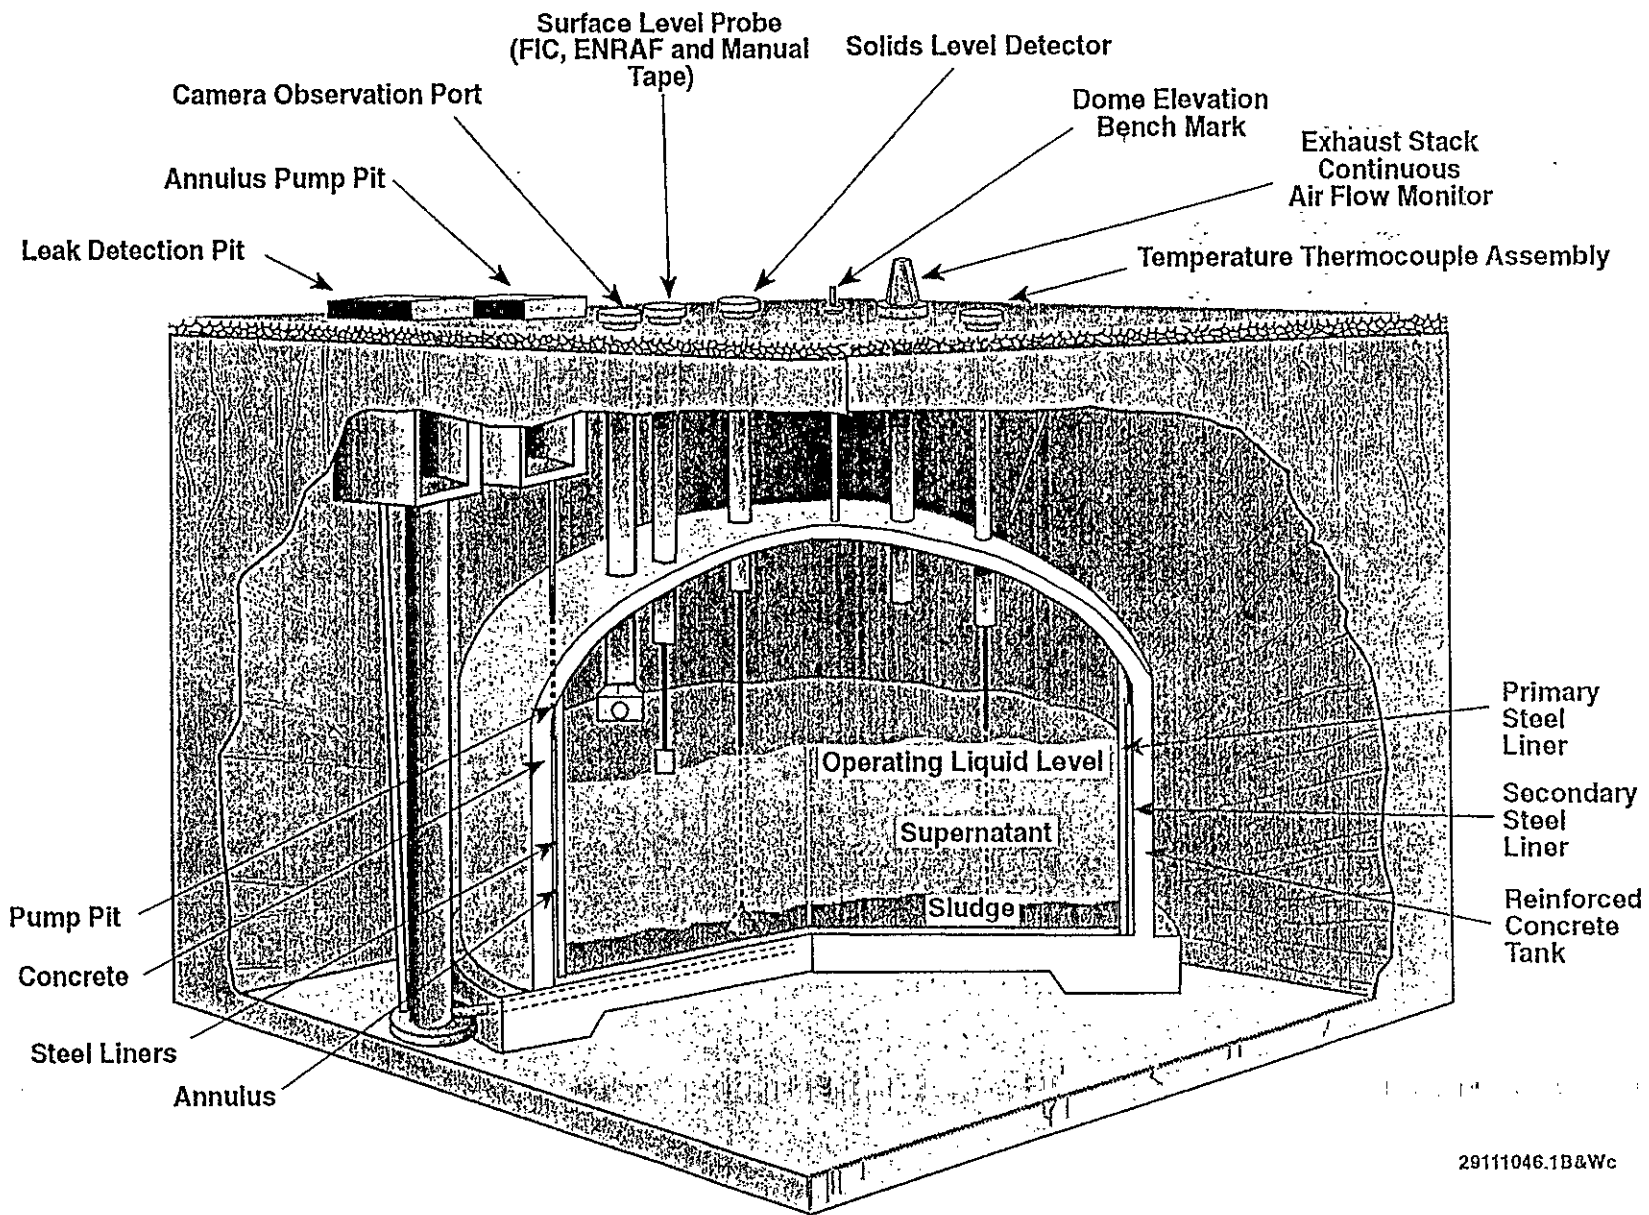 Surface Level Probe
(FIC, ENRAF and Manual
Tape)
Solids Level Detector
Camera Observation Port
Dome Elevation
Bench Mark
Exhaust Stack
Continuous
Air Flow Monitor
Annulus Pump Pit
Leak Detection Pit
Temperature Thermocouple Assembly
Primary
Steel
Liner
Operating Liquid Level
Secondary
Steel
Liner
Supernatant
Sludge
Reinforced
Concrete
Tank
Pump Pit
Concrete
Steel Liners
Annulus
29111046.1B&Wc